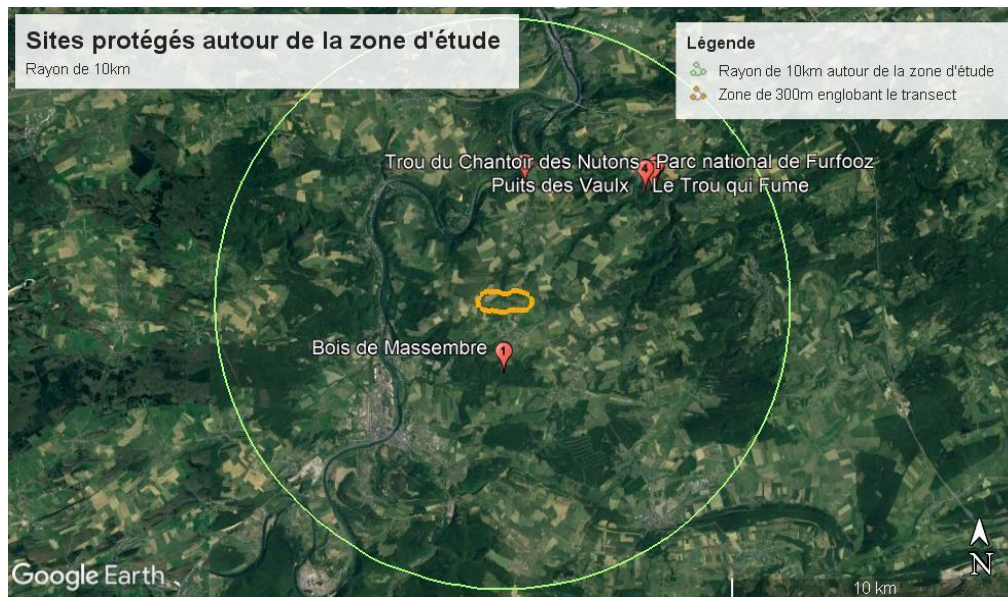 Sites protégés autour de la zone d'étude
Rayon de 10km
Légende
Rayon de 10km autour de la zone d'étude
Zone de 300m englobant le transect
Trou du Chantoir des Nutons
4
Parc national de Furfooz
Puits des Vaulx
Le Trou qui Fume
Bois de Massembre
1
N
Google Earth
10 km